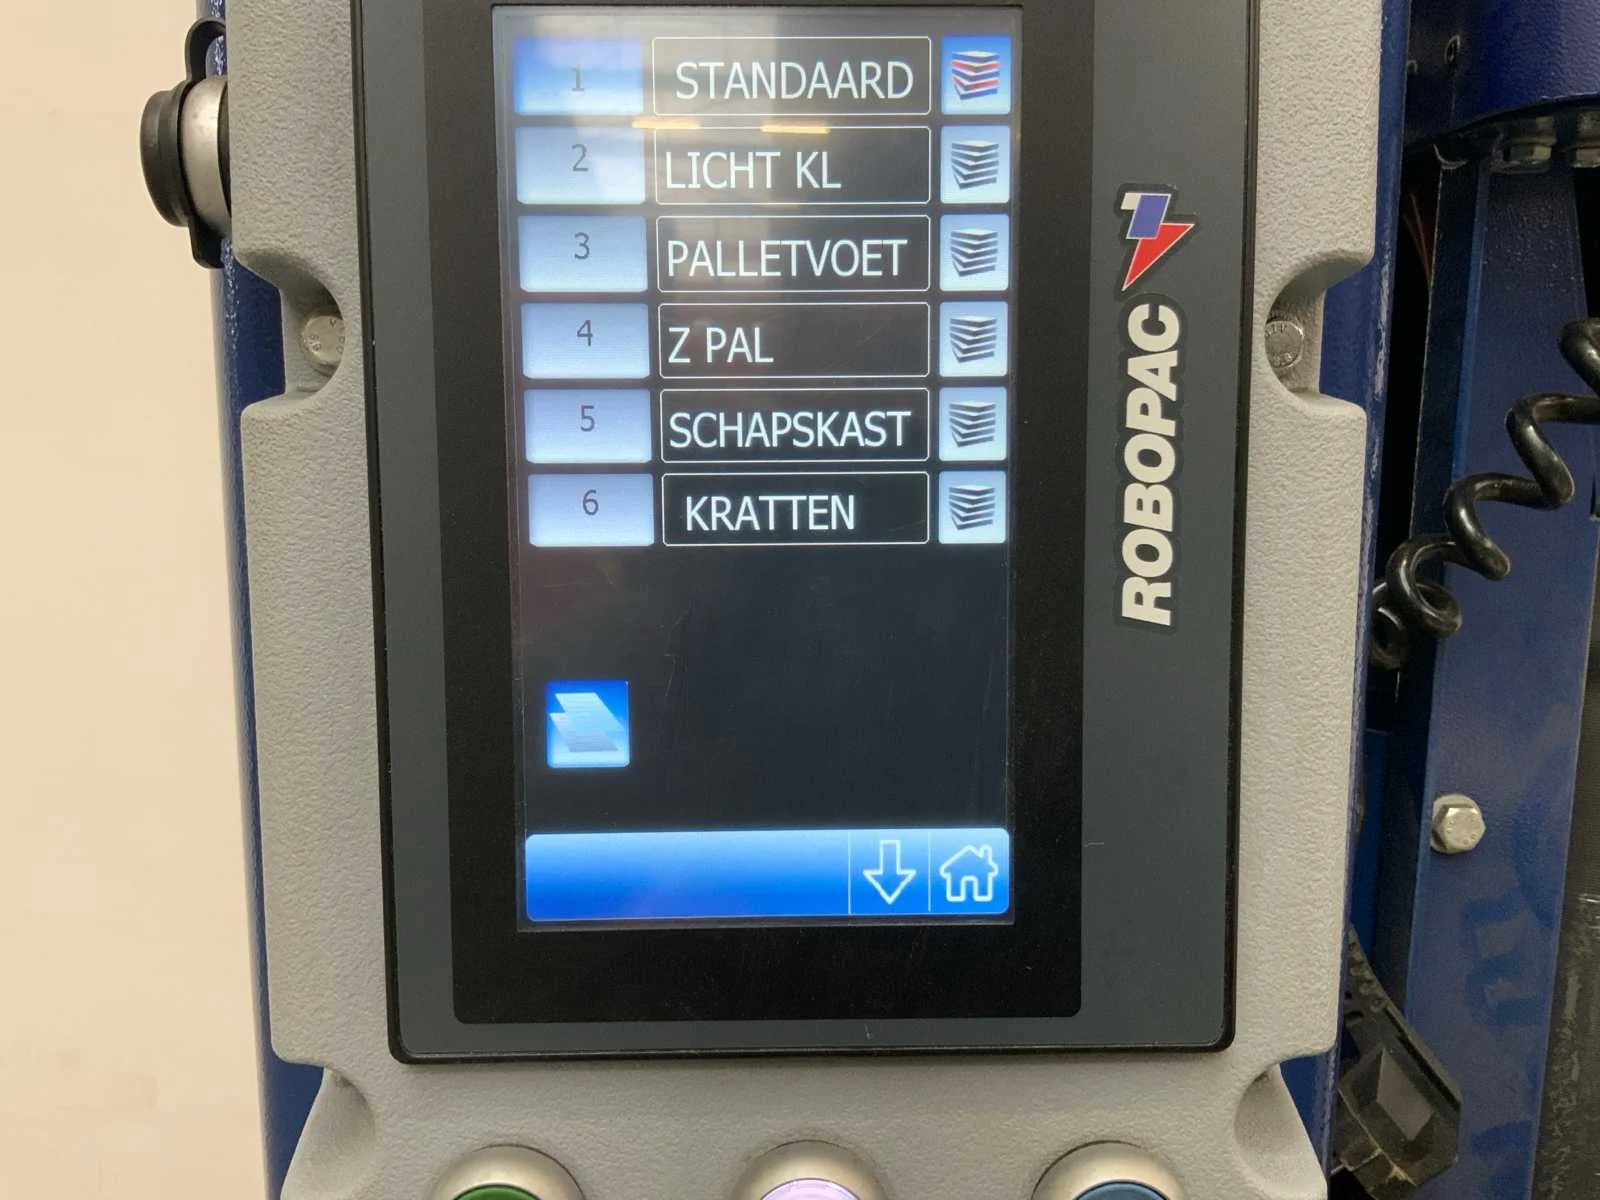 1 STANDAARD
2 LICHT KL
3 PALLETVOET
4 Z PAL
5 SCHAPSKAST
6 KRATTEN
ROBOPAC